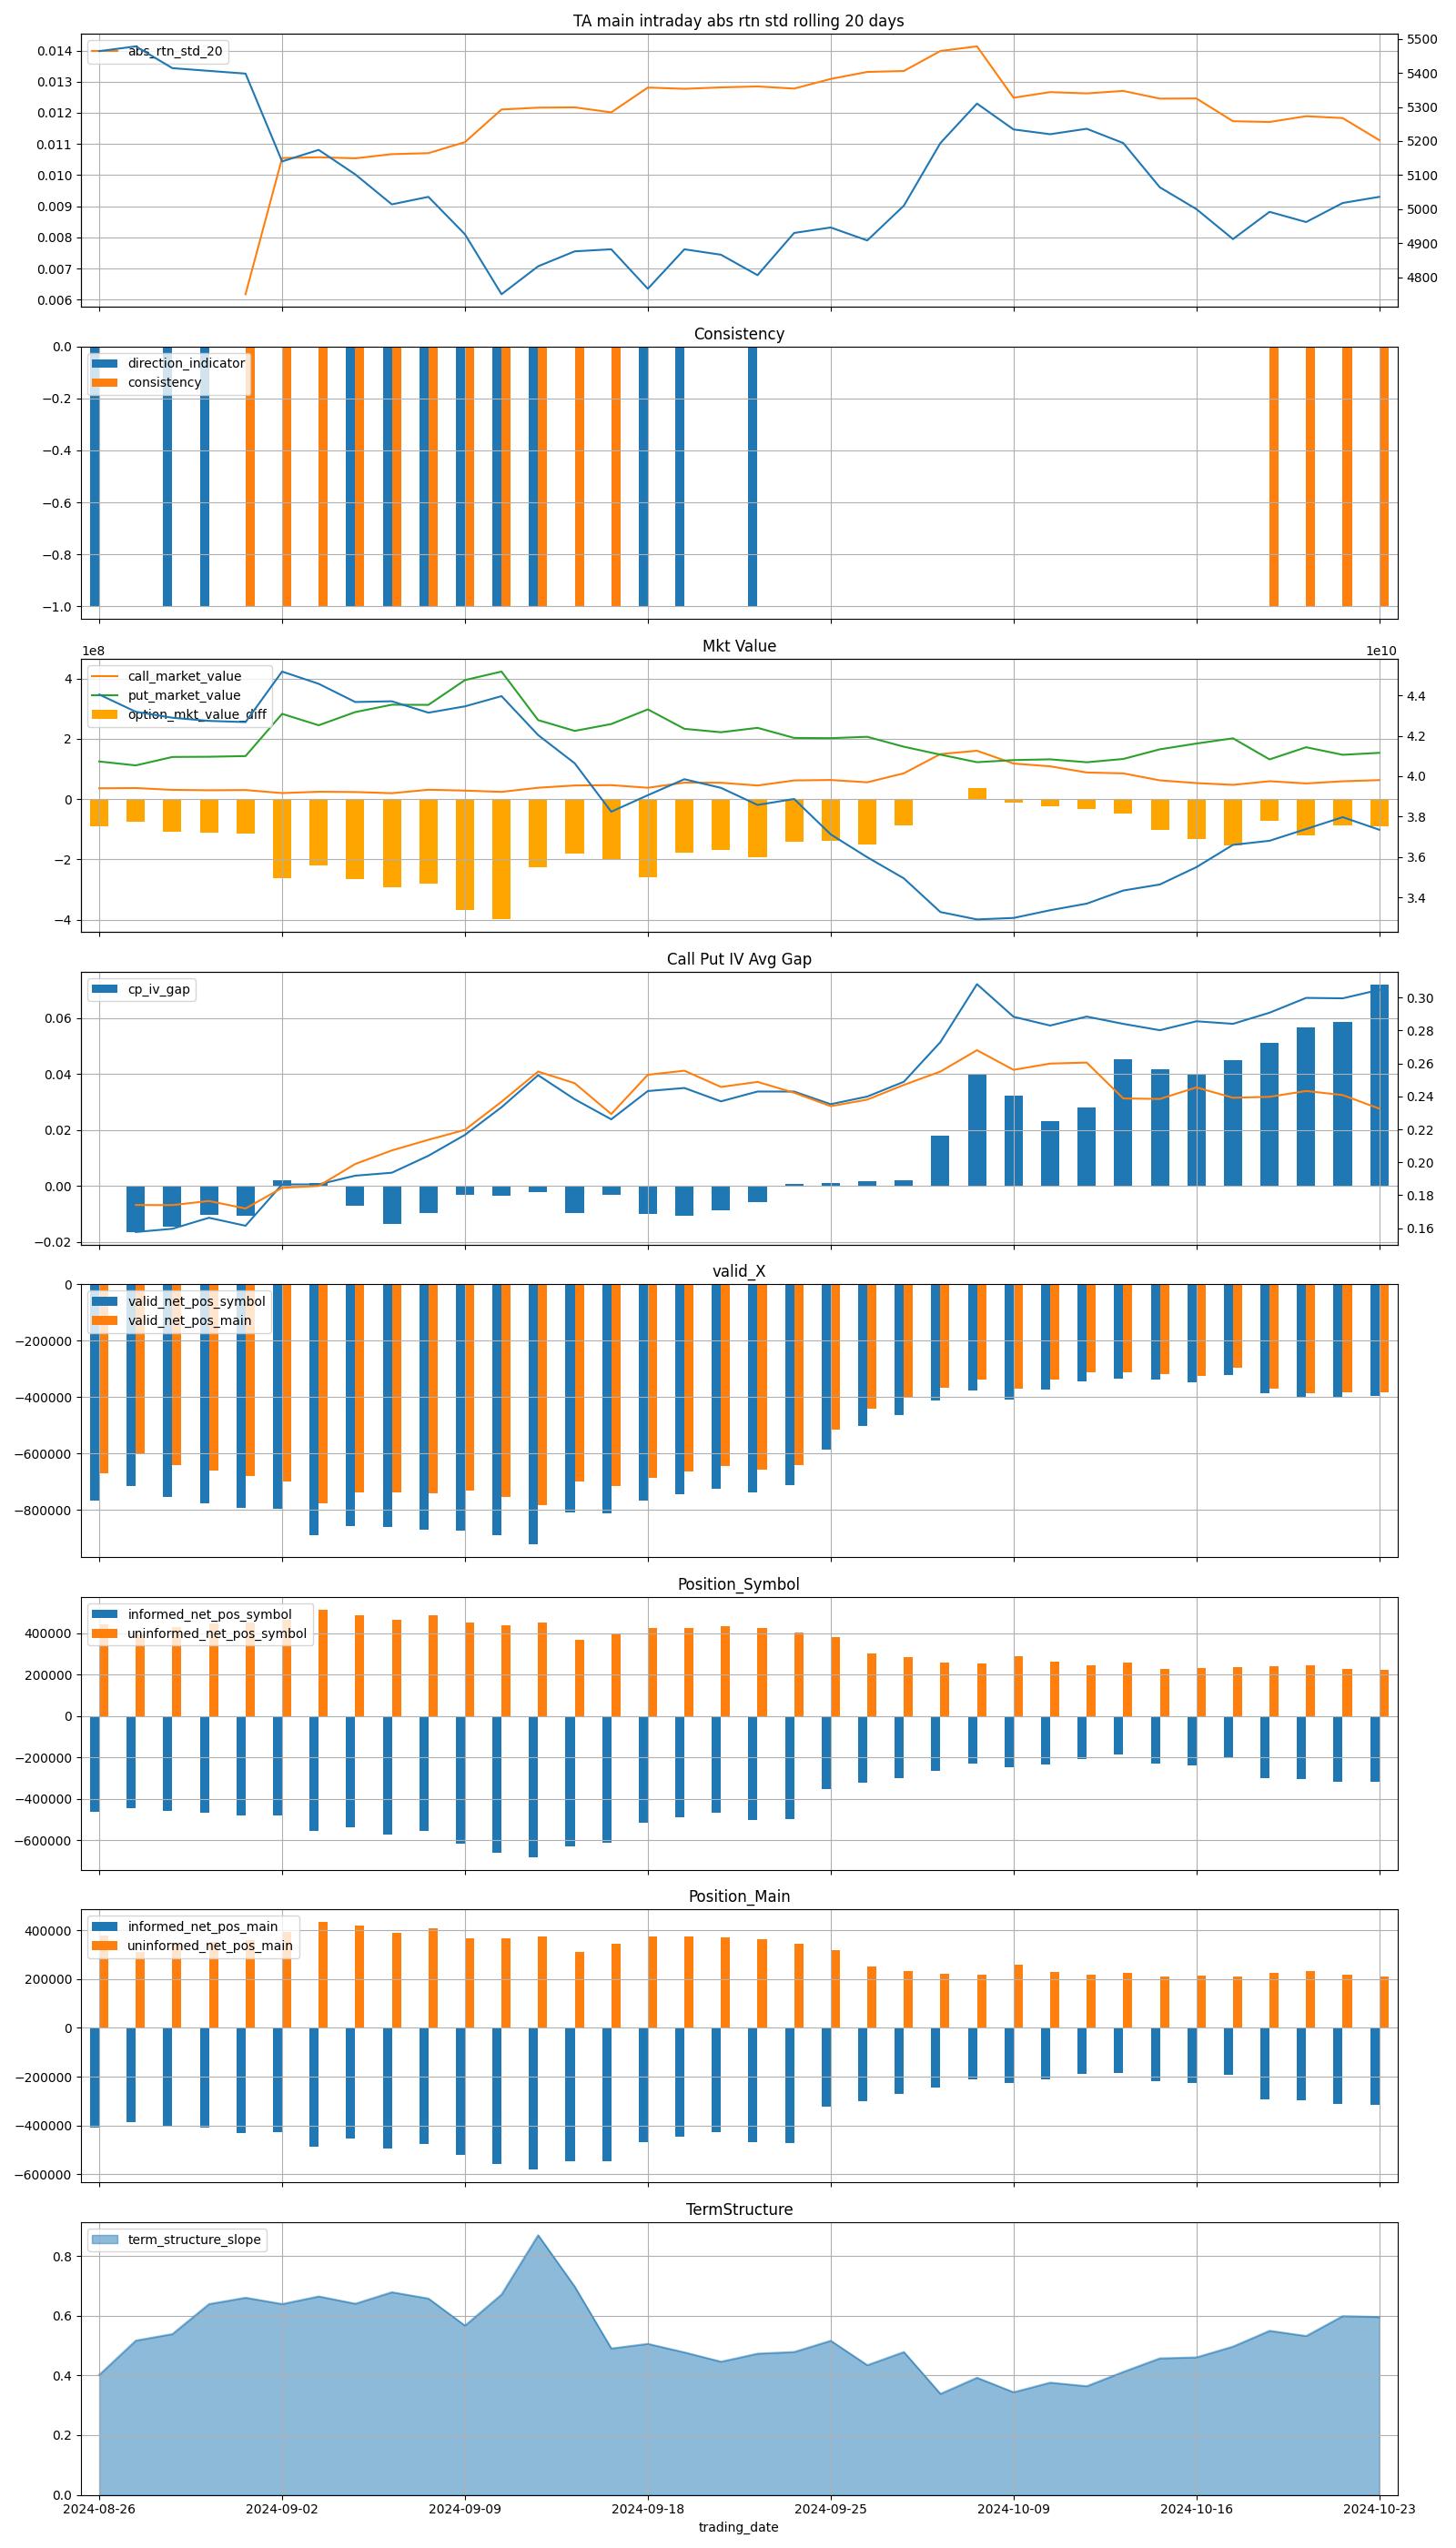 TA main intraday abs rtn std rolling 20 days
abs_rtn_std_20
0.014
0.013
0.012
0.011
0.010
0.009
0.008
0.007
0.006
5500
5400
5300
5200
5100
5000
4900
4800
Consistency
direction_indicator
consistency
0.0
−0.2
−0.4
−0.6
−0.8
−1.0
Mkt Value
1e8
1e10
call_market_value
put_market_value
option_mkt_value_diff
4
2
0
−2
−4
4.4
4.2
4.0
3.8
3.6
3.4
Call Put IV Avg Gap
cp_iv_gap
0.06
0.04
0.02
0.00
−0.02
0.30
0.28
0.26
0.24
0.22
0.20
0.18
0.16
valid_X
valid_net_pos_symbol
valid_net_pos_main
0
−200000
−400000
−600000
−800000
Position_Symbol
informed_net_pos_symbol
uninformed_net_pos_symbol
400000
200000
0
−200000
−400000
−600000
Position_Main
informed_net_pos_main
uninformed_net_pos_main
400000
200000
0
−200000
−400000
−600000
TermStructure
term_structure_slope
0.8
0.6
0.4
0.2
0.0
2024-08-26 2024-09-02 2024-09-09 2024-09-18 2024-09-25 2024-10-09 2024-10-16 2024-10-23
trading_date